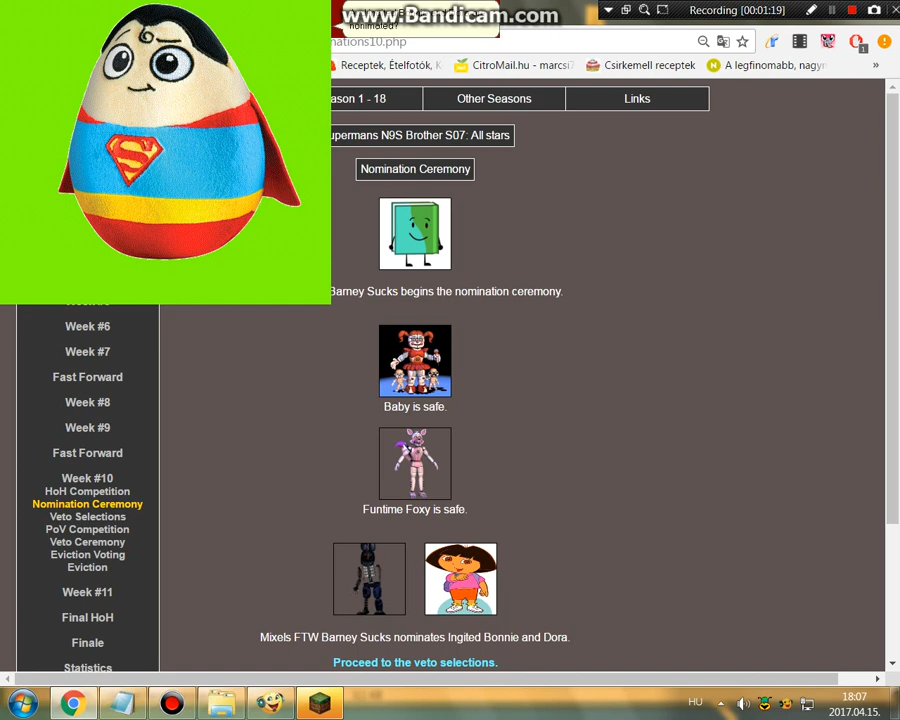 www.Bandicam.com
Recording [00:01:19]
nations10.php
Receptek, Ételfotók, K
CitroMail.hu - marcsi7
Csirkemell receptek
A legfinomabb, nagym
1
ason 1 - 18
Other Seasons
Links
upermans N9S Brother S07: All stars
Nomination Ceremony
Barney Sucks begins the nomination ceremony.
Week #6
Week #7
Fast Forward
Week #8
Week #9
Fast Forward
Week #10
HoH Competition
Nomination Ceremony
Veto Selections
PoV Competition
Veto Ceremony
Eviction Voting
Eviction
Week #11
Final HoH
Finale
Statistics
Baby is safe.
Funtime Foxy is safe.
Mixels FTW Barney Sucks nominates Ingited Bonnie and Dora.
Proceed to the veto selections.
HU
18:07
2017.04.15.